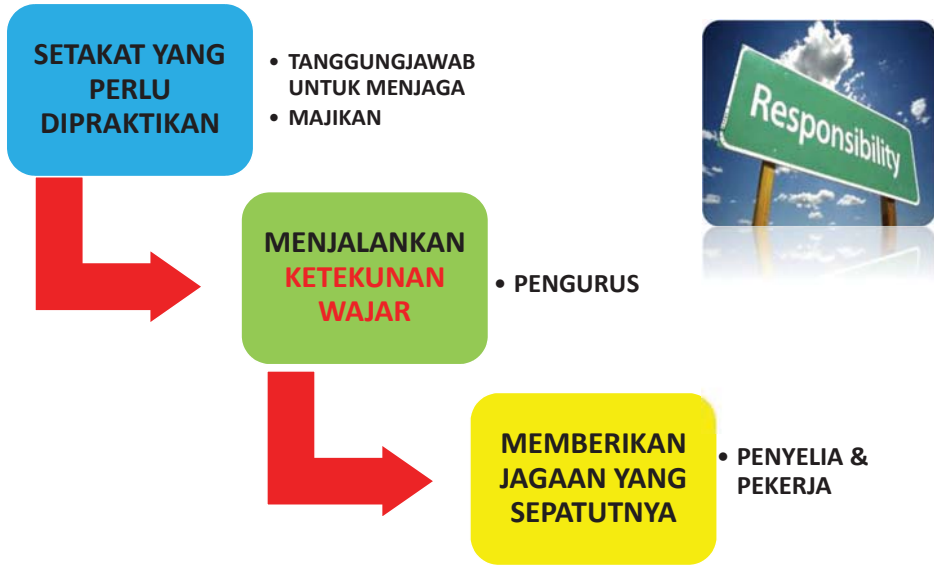 SETAKAT YANG
PERLU
DIPRAKTIKAN
• TANGGUNGJAWAB
UNTUK MENJAGA
• MAJIKAN
Responsibility
MENJALANKAN
KETEKUNAN
WAJAR
• PENGURUS
MEMBERIKAN
JAGAAN YANG
SEPATUTNYA
• PENYELIA &
PEKERJA